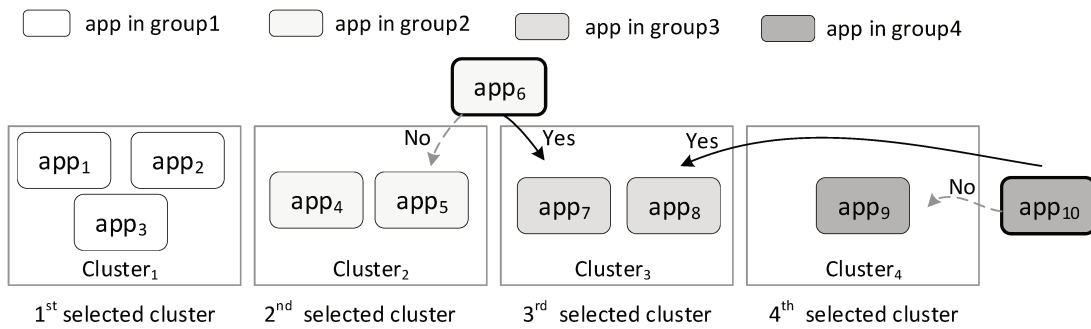 app in group1 app in group2 app in group3 app in group4
app₆
No Yes Yes
app₁ app₂
No
app₄ app₅ app₇ app₈ app₉ app₁₀
app₃
Cluster₁ Cluster₂ Cluster₃ Cluster₄
1ˢᵗ selected cluster 2ⁿᵈ selected cluster 3ʳᵈ selected cluster 4ᵗʰ selected cluster